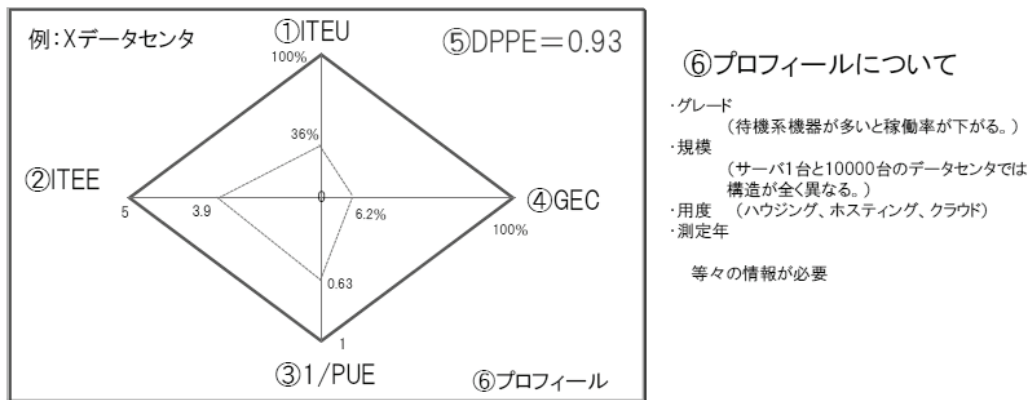 例：Xデータセンタ
①ITEU
⑤DPPE＝0.93
100%
36%
②ITEE
5
3.9
0
6.2%
④GEC
100%
0.63
1
③1/PUE
⑥プロフィール
⑥プロフィールについて
・グレード
（待機系機器が多いと稼働率が下がる。）
・規模
（サーバ1台と10000台のデータセンタでは
構造が全く異なる。）
・用度　（ハウジング、ホスティング、クラウド）
・測定年
等々の情報が必要